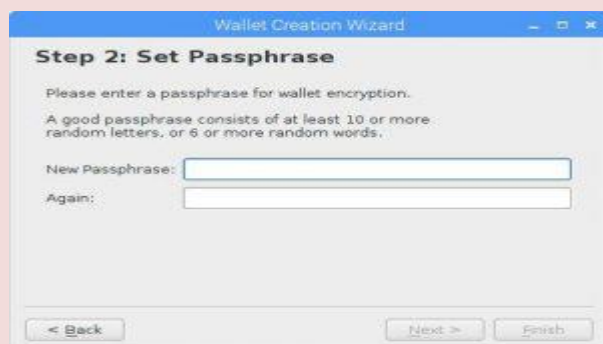 Wallet Creation Wizard
Step 2: Set Passphrase
Please enter a passphrase for wallet encryption.
A good passphrase consists of at least 10 or more
random letters, or 6 or more random words.
New Passphrase:
Again:
< Back
Next >
Finish